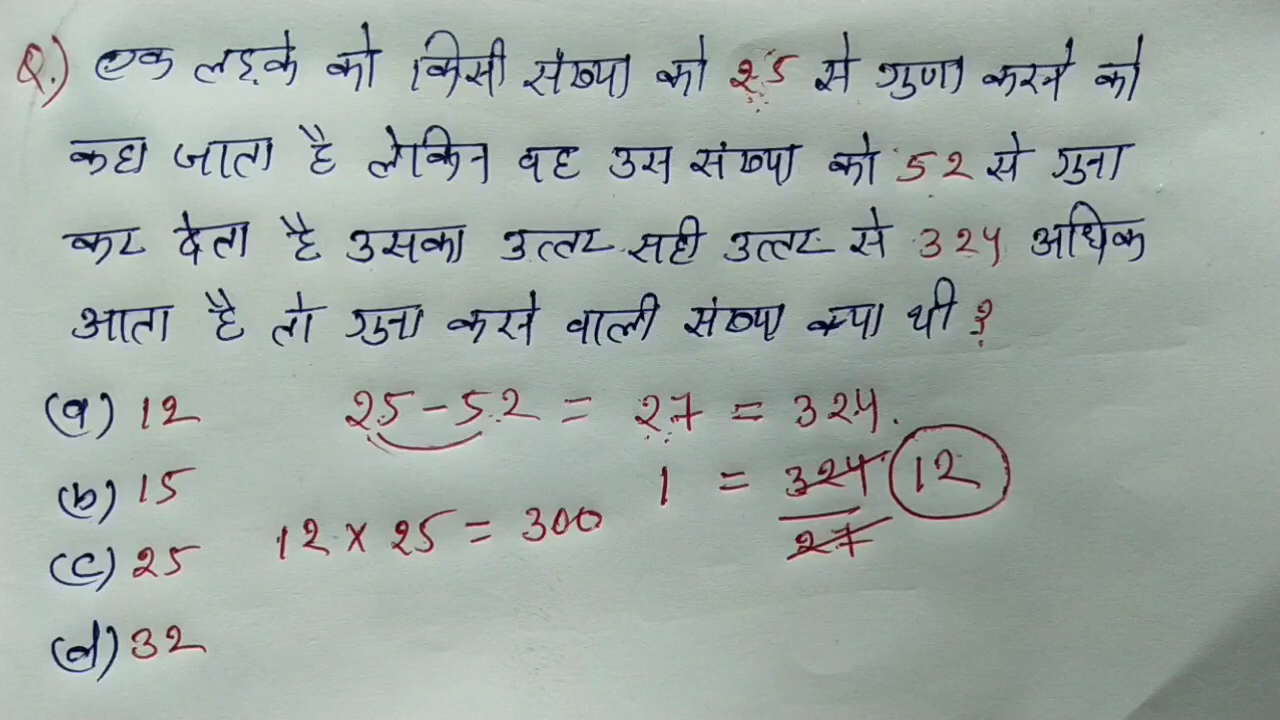 Q.) एक लड़के को किसी संख्या को 25 से गुणा करने को
कहा जाता है लेकिन वह उस संख्या को 52 से गुना
कर देता है उसका उत्तर सही उत्तर से 324 अधिक
आता है तो गुना करने वाली संख्या क्या थी ?
(a) 12 25 - 52 = 27 = 324.
(b) 15 1 = 324/27 12
(c) 25 12 × 25 = 300
(d) 32